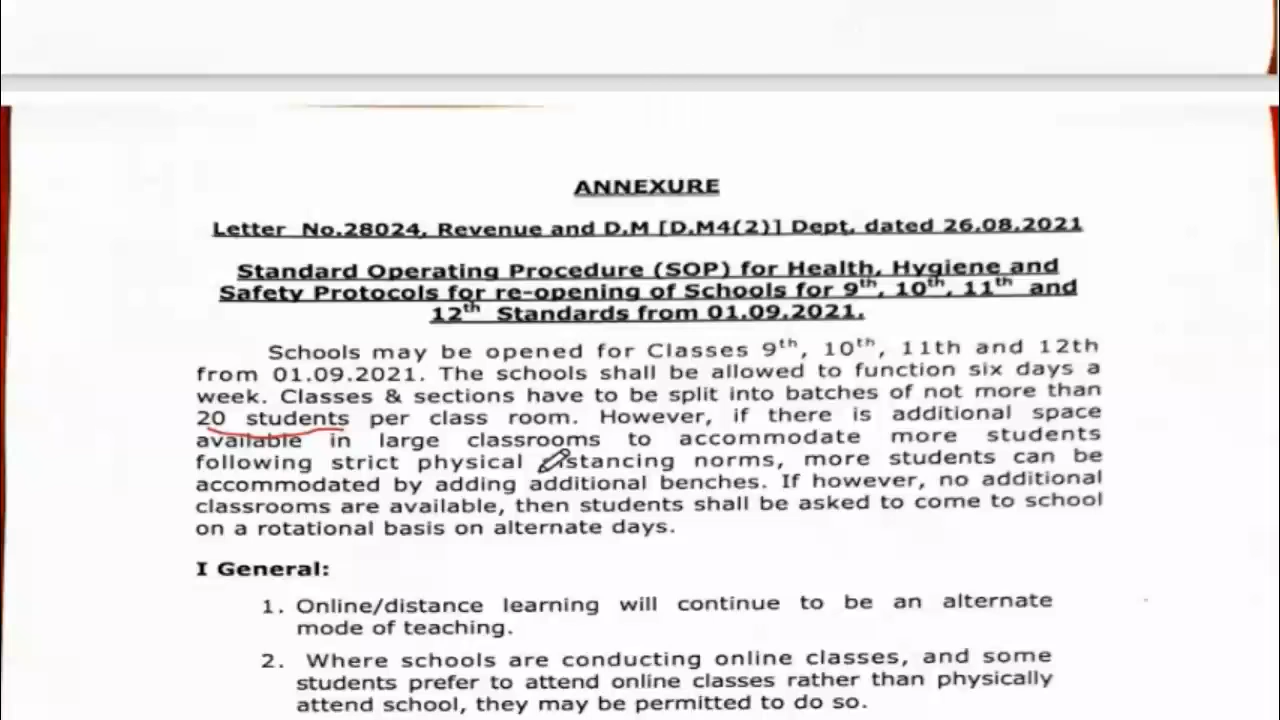 ANNEXURE
Letter No.28024, Revenue and D.M [D.M4(2)] Dept, dated 26.08.2021
Standard Operating Procedure (SOP) for Health, Hygiene and
Safety Protocols for re-opening of Schools for 9th, 10th, 11th and
12th Standards from 01.09.2021.
Schools may be opened for Classes 9th, 10th, 11th and 12th
from 01.09.2021. The schools shall be allowed to function six days a
week. Classes & sections have to be split into batches of not more than
20 students per class room. However, if there is additional space
available in large classrooms to accommodate more students
following strict physical distancing norms, more students can be
accommodated by adding additional benches. If however, no additional
classrooms are available, then students shall be asked to come to school
on a rotational basis on alternate days.
I General:
1. Online/distance learning will continue to be an alternate
mode of teaching.
2. Where schools are conducting online classes, and some
students prefer to attend online classes rather than physically
attend school, they may be permitted to do so.